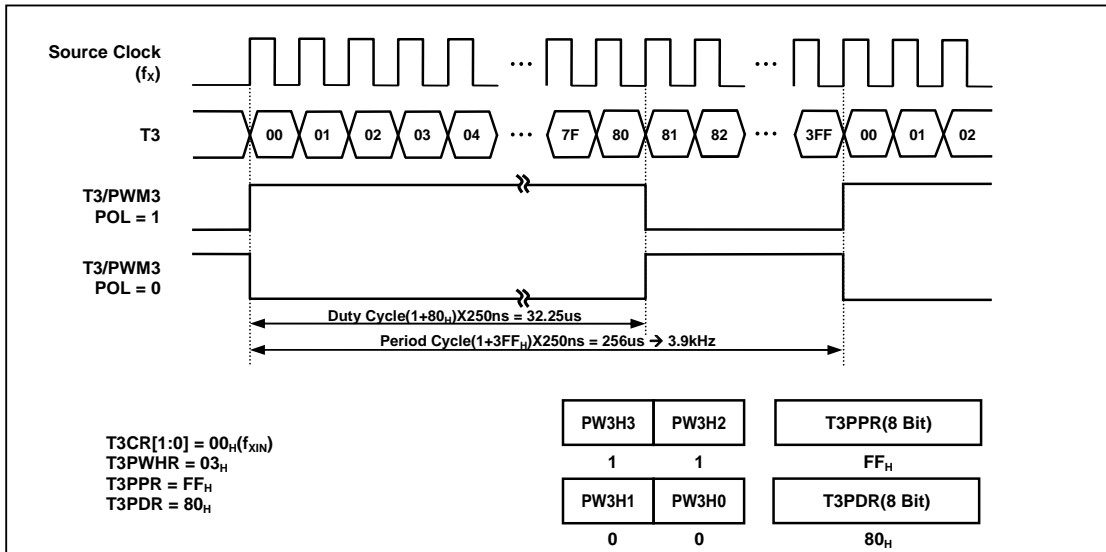 Source Clock
(fX)
...
...
T3
00 01 02 03 04 ... 7F 80 81 82 ... 3FF 00 01 02
T3/PWM3
POL = 1
T3/PWM3
POL = 0
Duty Cycle(1+80H)X250ns = 32.25us
Period Cycle(1+3FFH)X250ns = 256us → 3.9kHz
T3CR[1:0] = 00H(fXIN)
T3PWHR = 03H
T3PPR = FFH
T3PDR = 80H
PW3H3 PW3H2 T3PPR(8 Bit)
1 1 FFH
PW3H1 PW3H0 T3PDR(8 Bit)
0 0 80H